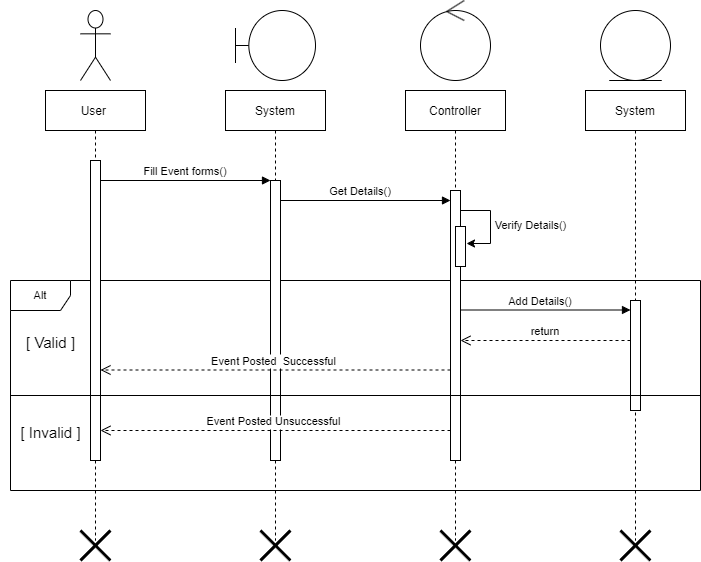 User
System
Controller
System
Fill Event forms()
Get Details()
Verify Details()
Alt
Add Details()
[ Valid ]
return
Event Posted  Successful
Event Posted Unsuccessful
[ Invalid ]